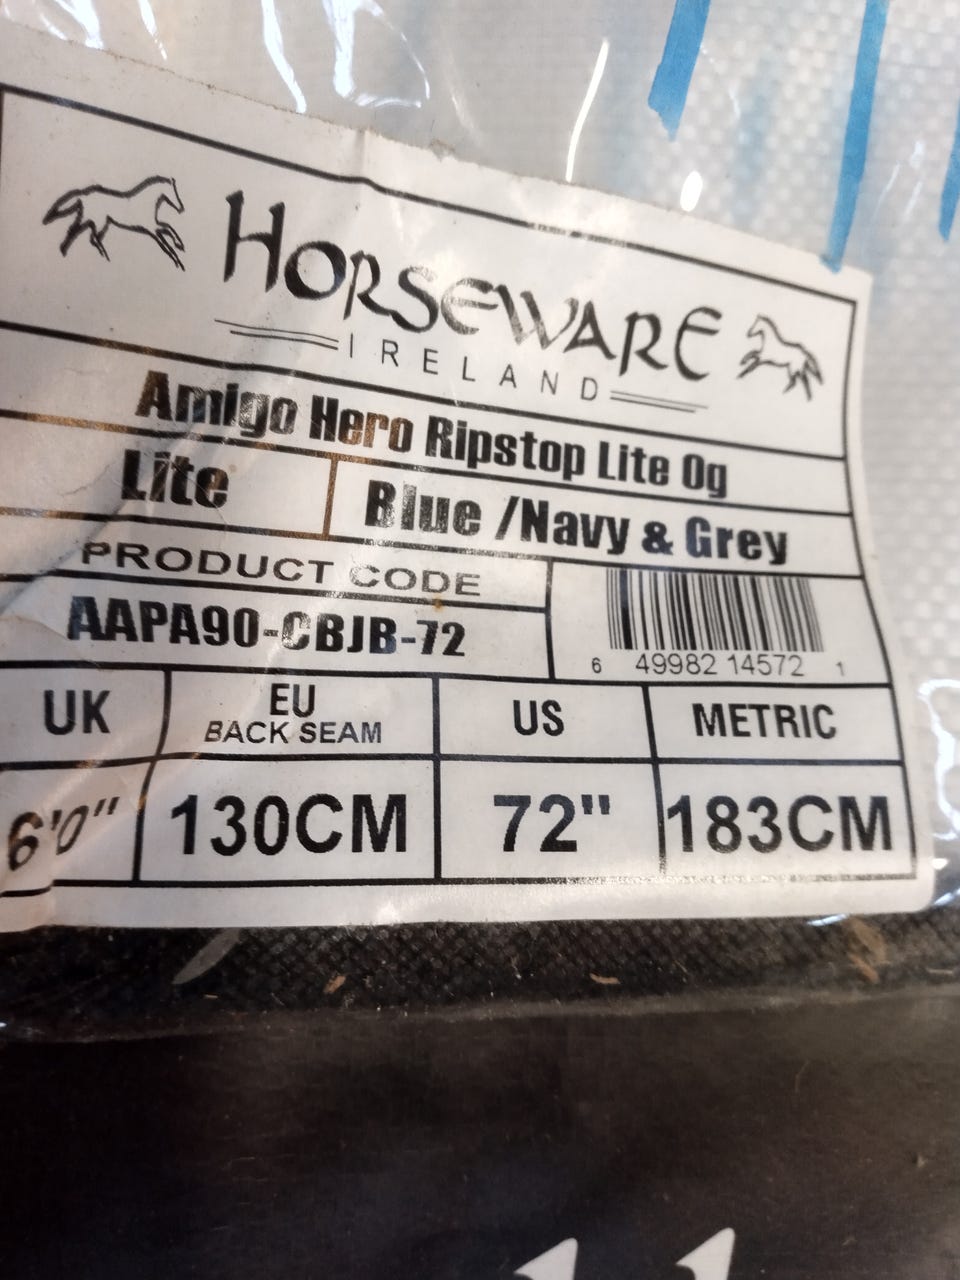 HORSEWARE
IRELAND
Amigo Hero Ripstop Lite Og
Lite
Blue /Navy & Grey
PRODUCT CODE
AAPA90-CBJB-72
6 49982 14572 1
UK EU BACK SEAM US METRIC
6'0" 130CM 72" 183CM